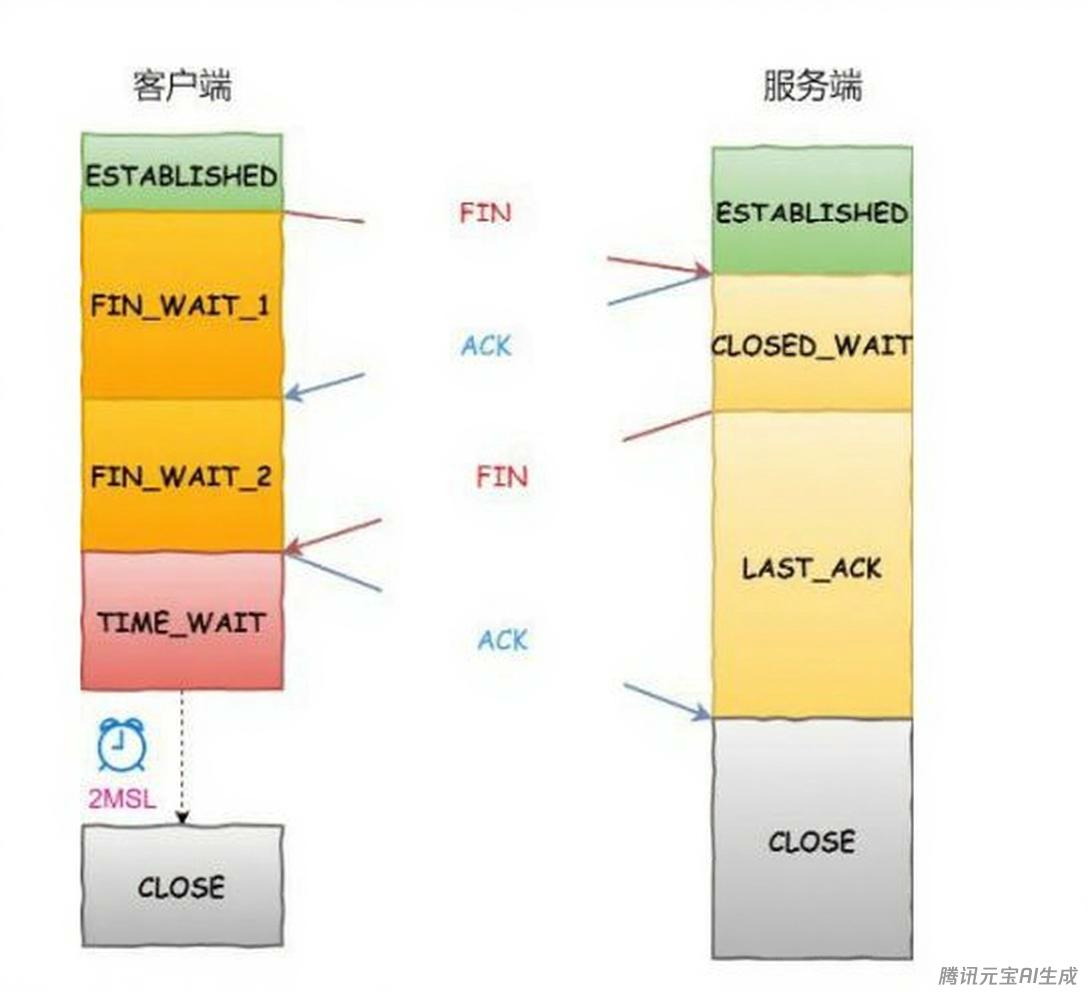 客户端
服务端
ESTABLISHED
FIN
ESTABLISHED
FIN_WAIT_1
ACK
CLOSED_WAIT
FIN_WAIT_2
FIN
LAST_ACK
TIME_WAIT
ACK
2MSL
CLOSE
CLOSE
腾讯元宝AI生成